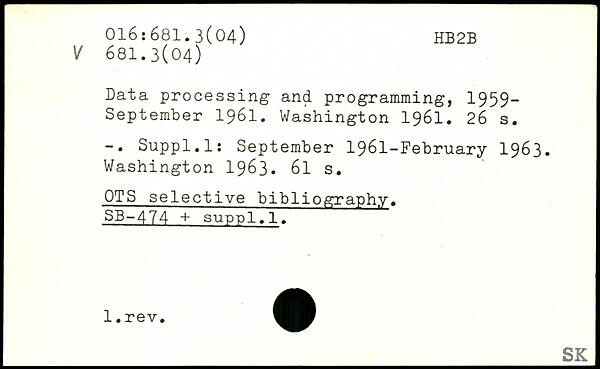 016:681.3(04) HB2B
V 681.3(04)
Data processing and programming, 1959-
September 1961. Washington 1961. 26 s.
-. Suppl.1: September 1961-February 1963.
Washington 1963. 61 s.
OTS selective bibliography.
SB-474 + suppl.1.
1.rev.
SK